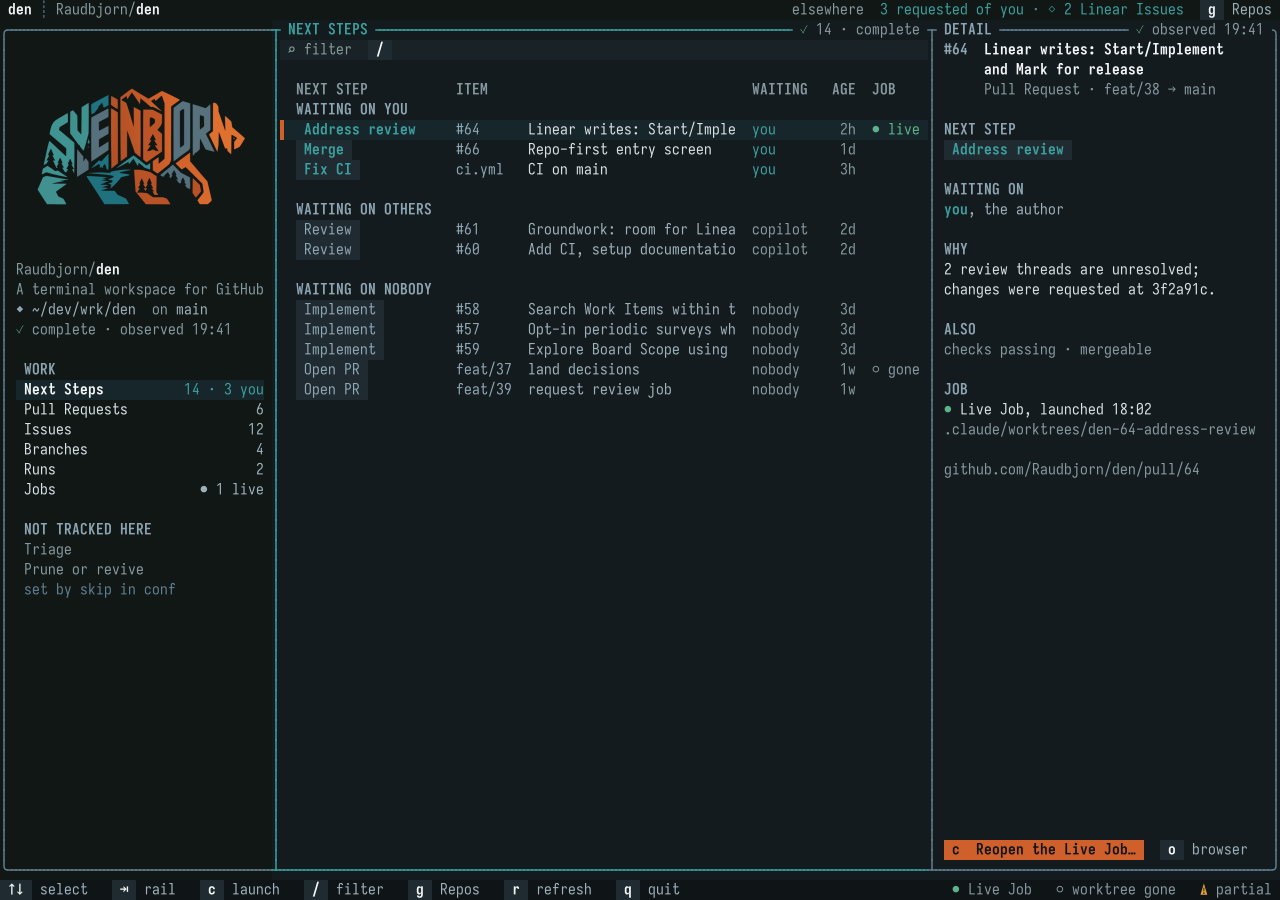 den ┊ Raudbjorn/den
elsewhere 3 requested of you · ◇ 2 Linear Issues g Repos
SVEINBJORN
Raudbjorn/den
A terminal workspace for GitHub
◆ ~/dev/wrk/den on main
✓ complete · observed 19:41
WORK
Next Steps 14 · 3 you
Pull Requests 6
Issues 12
Branches 4
Runs 2
Jobs ● 1 live
NOT TRACKED HERE
Triage
Prune or revive
set by skip in conf
NEXT STEPS ✓ 14 · complete
⌕ filter /
NEXT STEP ITEM WAITING AGE JOB
WAITING ON YOU
Address review #64 Linear writes: Start/Imple you 2h ● live
Merge #66 Repo-first entry screen you 1d
Fix CI ci.yml CI on main you 3h
WAITING ON OTHERS
Review #61 Groundwork: room for Linea copilot 2d
Review #60 Add CI, setup documentatio copilot 2d
WAITING ON NOBODY
Implement #58 Search Work Items within t nobody 3d
Implement #57 Opt-in periodic surveys wh nobody 3d
Implement #59 Explore Board Scope using nobody 3d
Open PR feat/37 land decisions nobody 1w ○ gone
Open PR feat/39 request review job nobody 1w
DETAIL ✓ observed 19:41
#64 Linear writes: Start/Implement
and Mark for release
Pull Request · feat/38 → main
NEXT STEP
Address review
WAITING ON
you, the author
WHY
2 review threads are unresolved;
changes were requested at 3f2a91c.
ALSO
checks passing · mergeable
JOB
● Live Job, launched 18:02
.claude/worktrees/den-64-address-review
github.com/Raudbjorn/den/pull/64
c Reopen the Live Job… o browser
↑↓ select ⇥ rail c launch / filter g Repos r refresh q quit
● Live Job ○ worktree gone ▲ partial